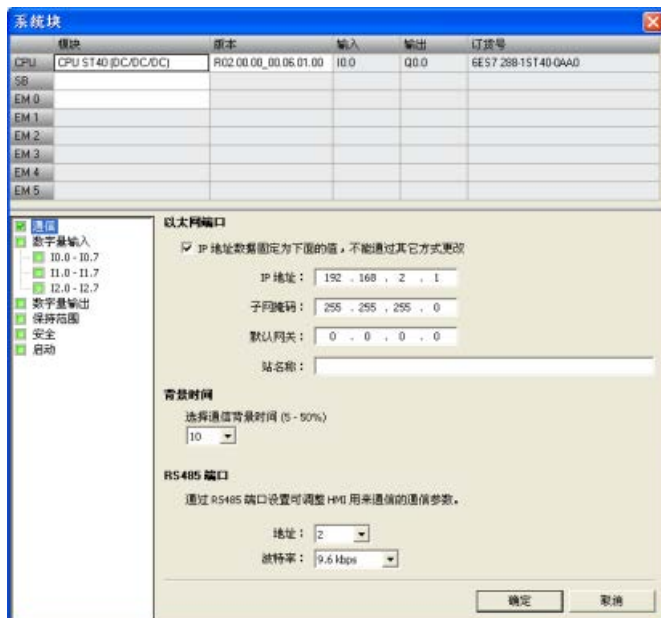 系统块
模块 版本 输入 输出 订货号
CPU CPU ST40 (DC/DC/DC) R02.00.00_00.06.01.00 I0.0 Q0.0 6ES7 288-1ST40-0AA0
SB
EM 0
EM 1
EM 2
EM 3
EM 4
EM 5
通信
数字量输入
I0.0 - I0.7
I1.0 - I1.7
I2.0 - I2.7
数字量输出
保持范围
安全
启动
以太网端口
IP 地址数据固定为下面的值，不能通过其它方式更改
IP 地址： 192 . 168 . 2 . 1
子网掩码： 255 . 255 . 255 . 0
默认网关： 0 . 0 . 0 . 0
站名称：
背景时间
选择通信背景时间 (5 - 50%)
10
RS485 端口
通过 RS485 端口设置可调整 HMI 用来通信的通信参数。
地址： 2
波特率： 9.6 kbps
确定 取消